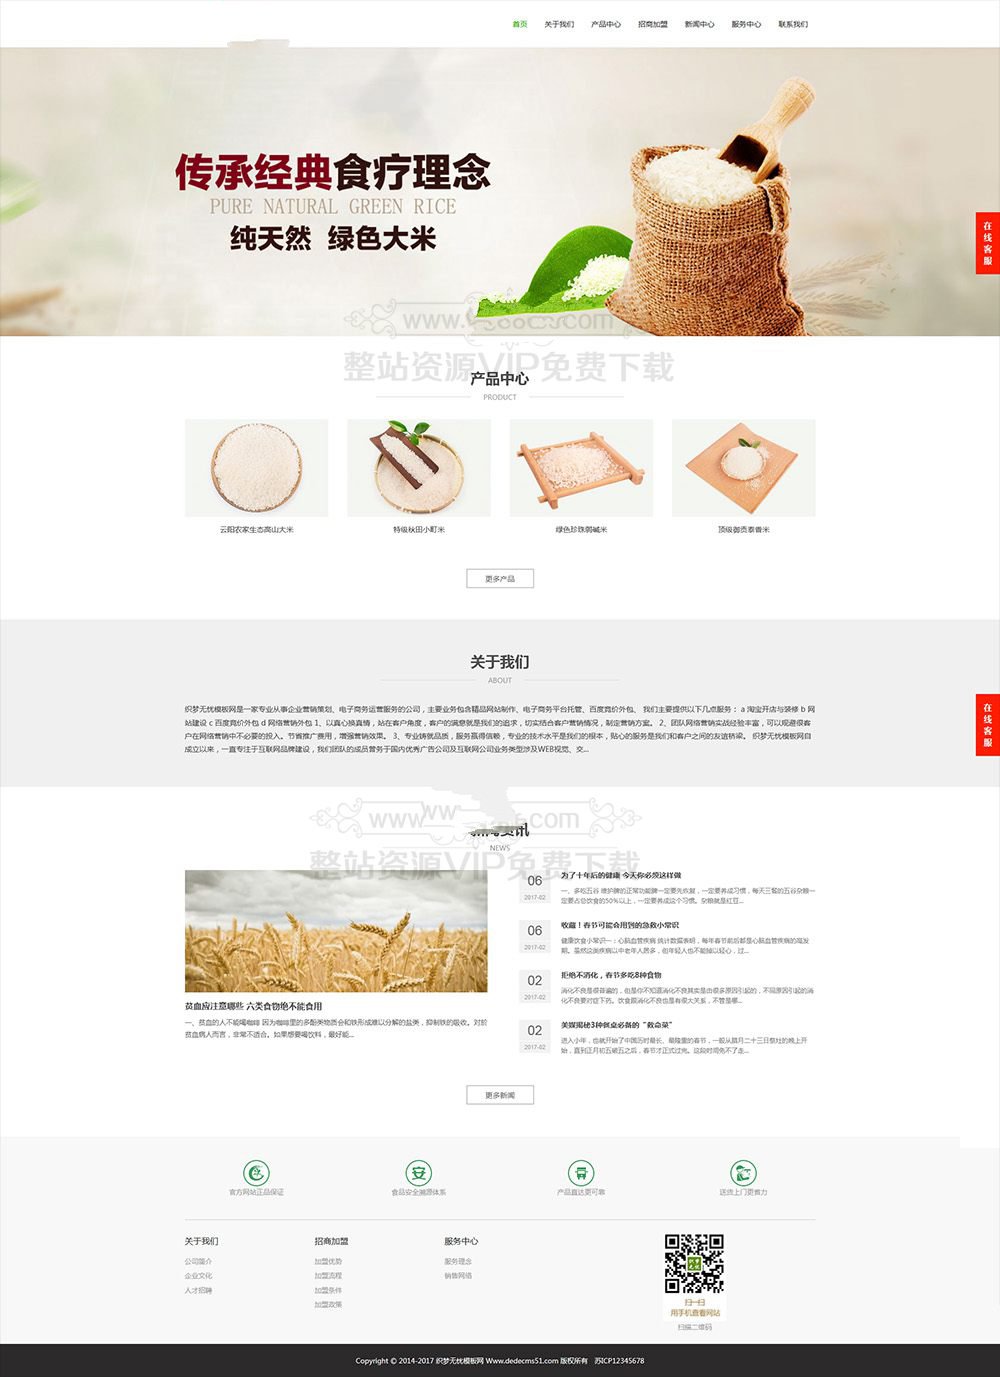 首页 关于我们 产品中心 招商加盟 新闻中心 服务中心 联系我们
传承经典食疗理念
PURE NATURAL GREEN RICE
纯天然 绿色大米
在线客服
整站资源VIP免费下载
产品中心
PRODUCT
云阳农家生态高山大米 特级秋田小町米 绿色珍珠弱碱米 顶级御贡泰香米
更多产品
关于我们
ABOUT
织梦无忧模板网是一家专业从事企业营销策划、电子商务运营服务的公司，主要业务包含精品网站制作、电子商务平台托管、百度竞价外包、 我们主要提供以下几点服务： a 淘宝开店与装修 b 网
站建设 c 百度竞价外包 d 网络营销外包 1、以真心换真情，站在客户角度，客户的满意就是我们的追求，切实结合客户营销情况，制定营销方案。 2、团队网络营销实战经验丰富，可以规避很客
户在网络营销中不必要的投入。节省推广费用，增强营销效果。 3、专业铸就品质，服务赢得信赖，专业的技术水平是我们的根本，贴心的服务是我们和客户之间的友谊桥梁。 织梦无忧模板网自
成立以来，一直专注于互联网品牌建设，我们团队的成员曾务于国内优秀广告公司及互联网公司业务类型涉及WEB视觉、交...
在线客服
整站资源VIP免费下载
NEWS
贫血应注意哪些 六类食物绝不能食用
一、贫血的人不能喝咖啡 因为咖啡里的多酚类物质会和铁形成难以分解的盐类，抑制铁的吸收。对於
贫血病人而言，非常不适合。如果想要喝饮料，最好能...
06
2017-02
为了十年后的健康 今天你必须这样做
一、多吃五谷 维护脾的正常功能脾一定要先收复，一定要养成习惯，每天三餐的五谷杂粮一
定要占总饮食的50％以上，一定要养成这个习惯。杂粮就是红豆...
06
2017-02
收藏！春节可能会用到的急救小常识
健康饮食小常识一：心脑血管疾病 统计数据表明，每年春节前后都是心脑血管疾病的高发
期。虽然这类疾病以中老年人居多，但年轻人也不能掉以轻心，过...
02
2017-02
拒绝不消化，春节多吃8种食物
消化不良是很普遍的，但是你不知道消化不良其实是由很多原因引起的，不同原因引起的消
化不良要对症下药。饮食跟消化不良也是有很大关系，不管是哪...
02
2017-02
美媒揭秘3种餐桌必备的“救命菜”
进入小年，也就开始了中国历时最长、最隆重的春节，一般从腊月二十三日祭灶的晚上开
始，直到正月初五破五之后，春节才正式过完。这段时间免不了走...
更多新闻
官方网站正品保证 食品安全溯源体系 产品直达更可靠 送货上门更省力
关于我们
公司简介
企业文化
人才招聘
招商加盟
加盟优势
加盟流程
加盟条件
加盟政策
服务中心
服务理念
销售网络
扫一扫
用手机查看网站
扫描二维码
Copyright © 2014-2017 织梦无忧模板网 Www.dedecms51.com 版权所有 苏ICP12345678